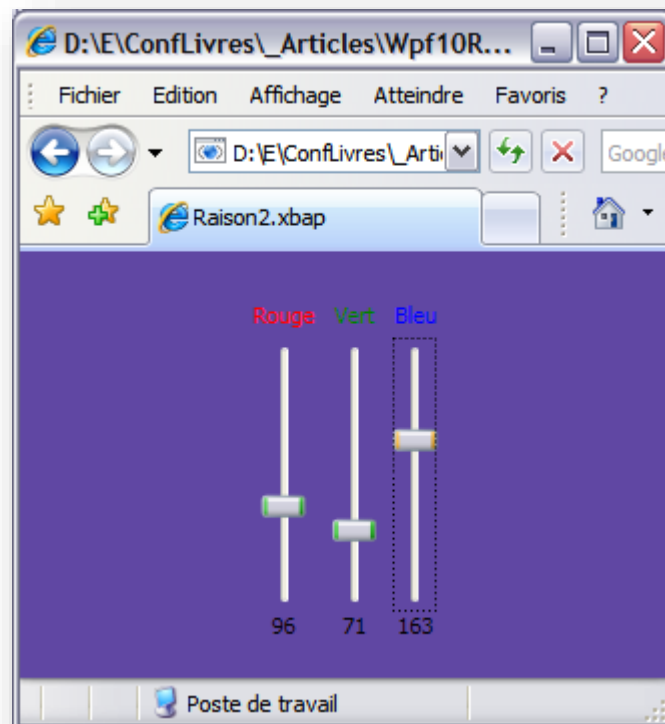 D:\E\ConfLivres\_Articles\Wpf10R...
Fichier Edition Affichage Atteindre Favoris ?
D:\E\ConfLivres\_Arti
Google
Raison2.xbap
Rouge Vert Bleu
96 71 163
Poste de travail